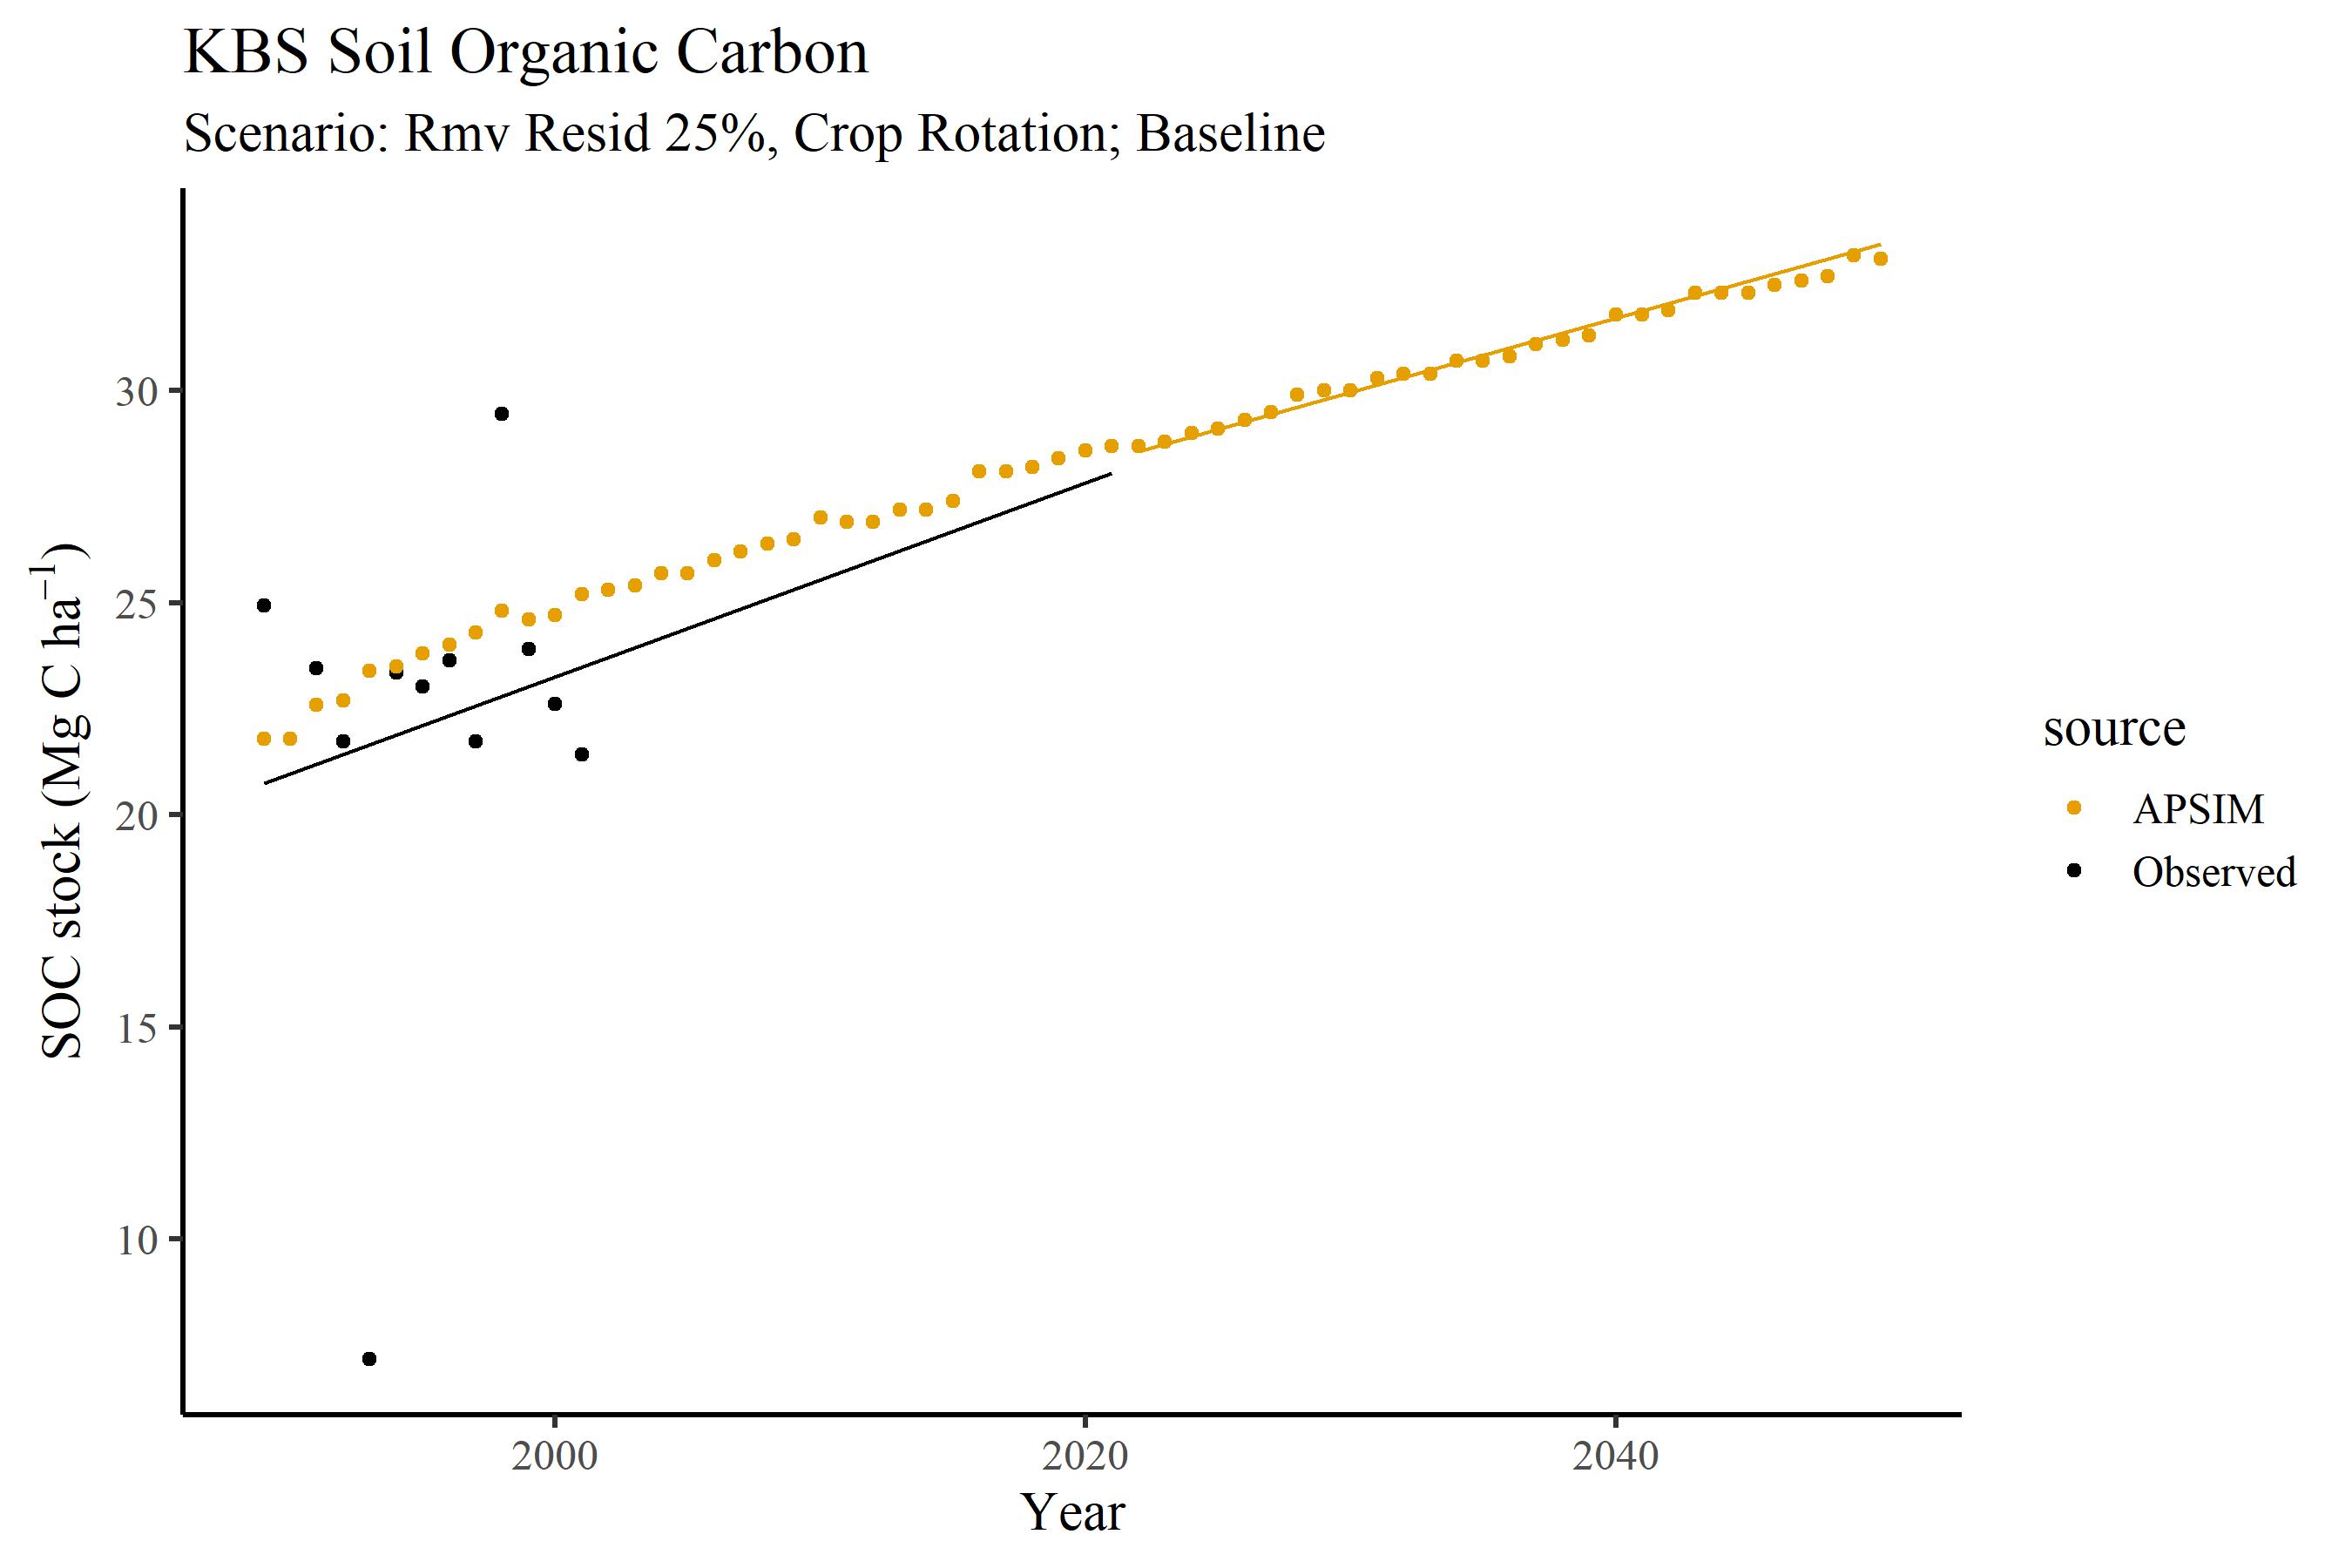 KBS Soil Organic Carbon
Scenario: Rmv Resid 25%, Crop Rotation; Baseline
SOC stock (Mg C ha⁻¹)
30
25
20
15
10
2000
2020
2040
Year
source
APSIM
Observed